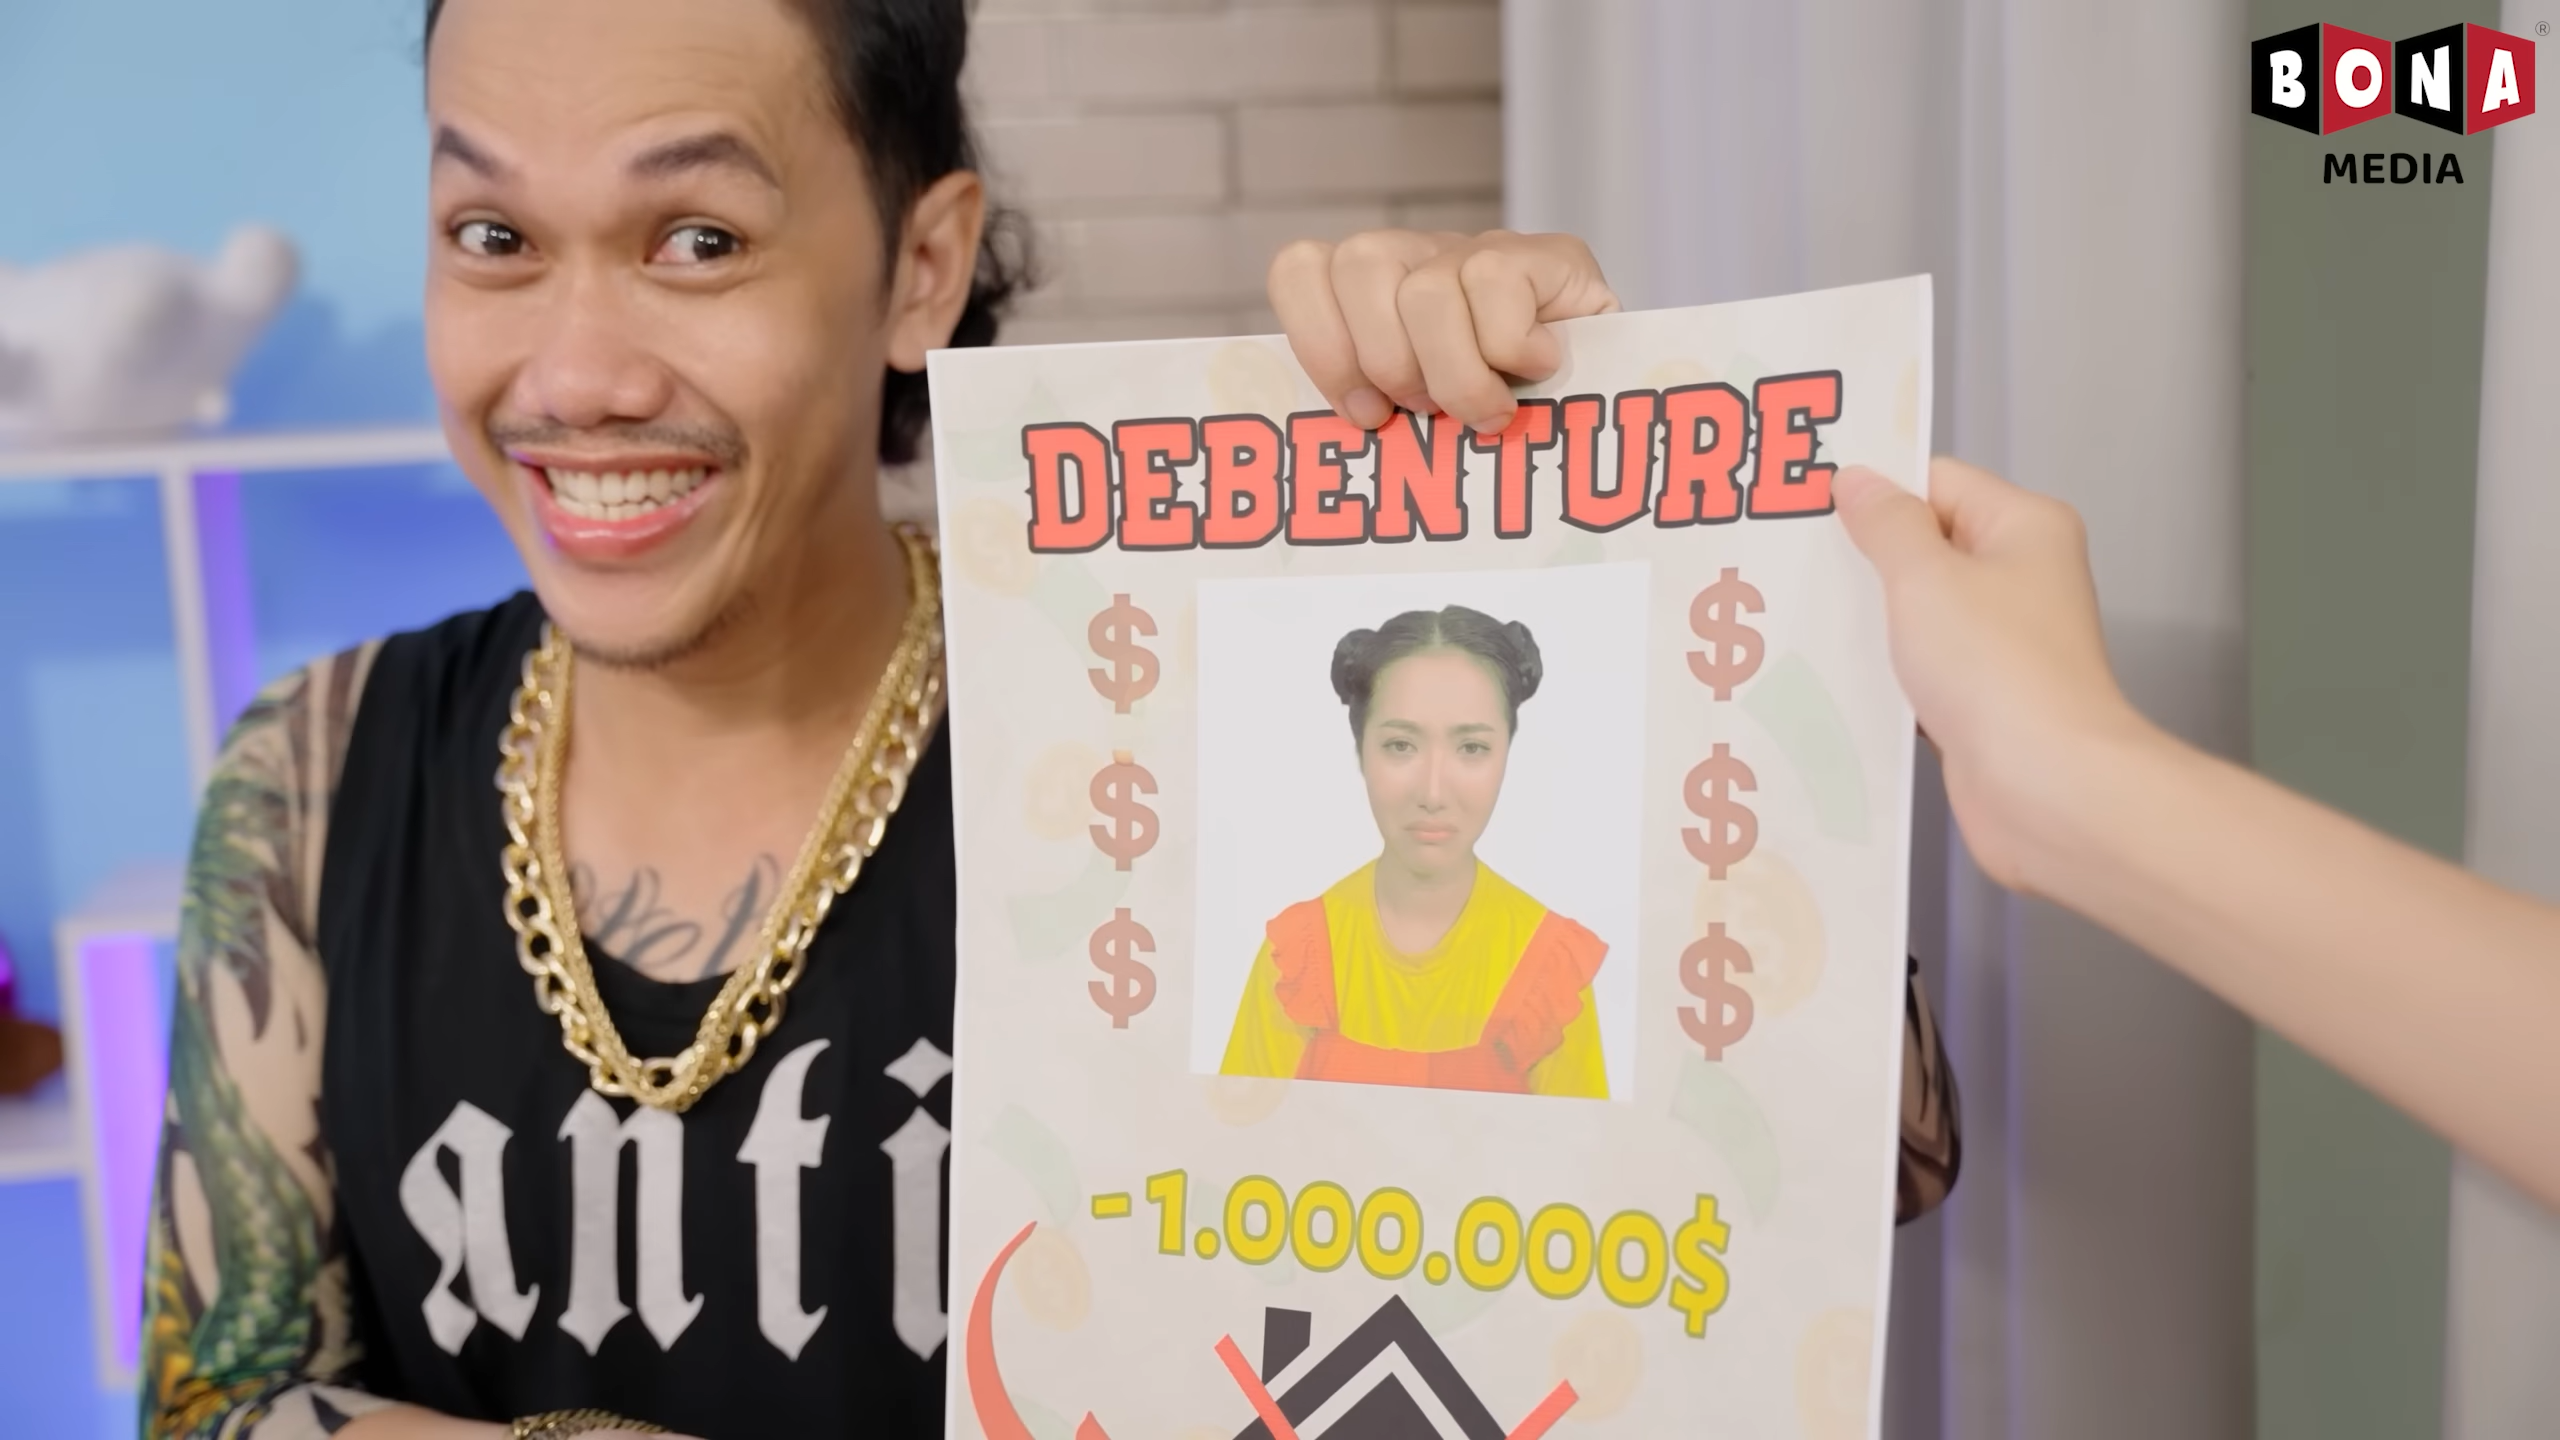 BONA
MEDIA
DEBENTURE
$ $
$ $
$ $
-1.000.000$
anti